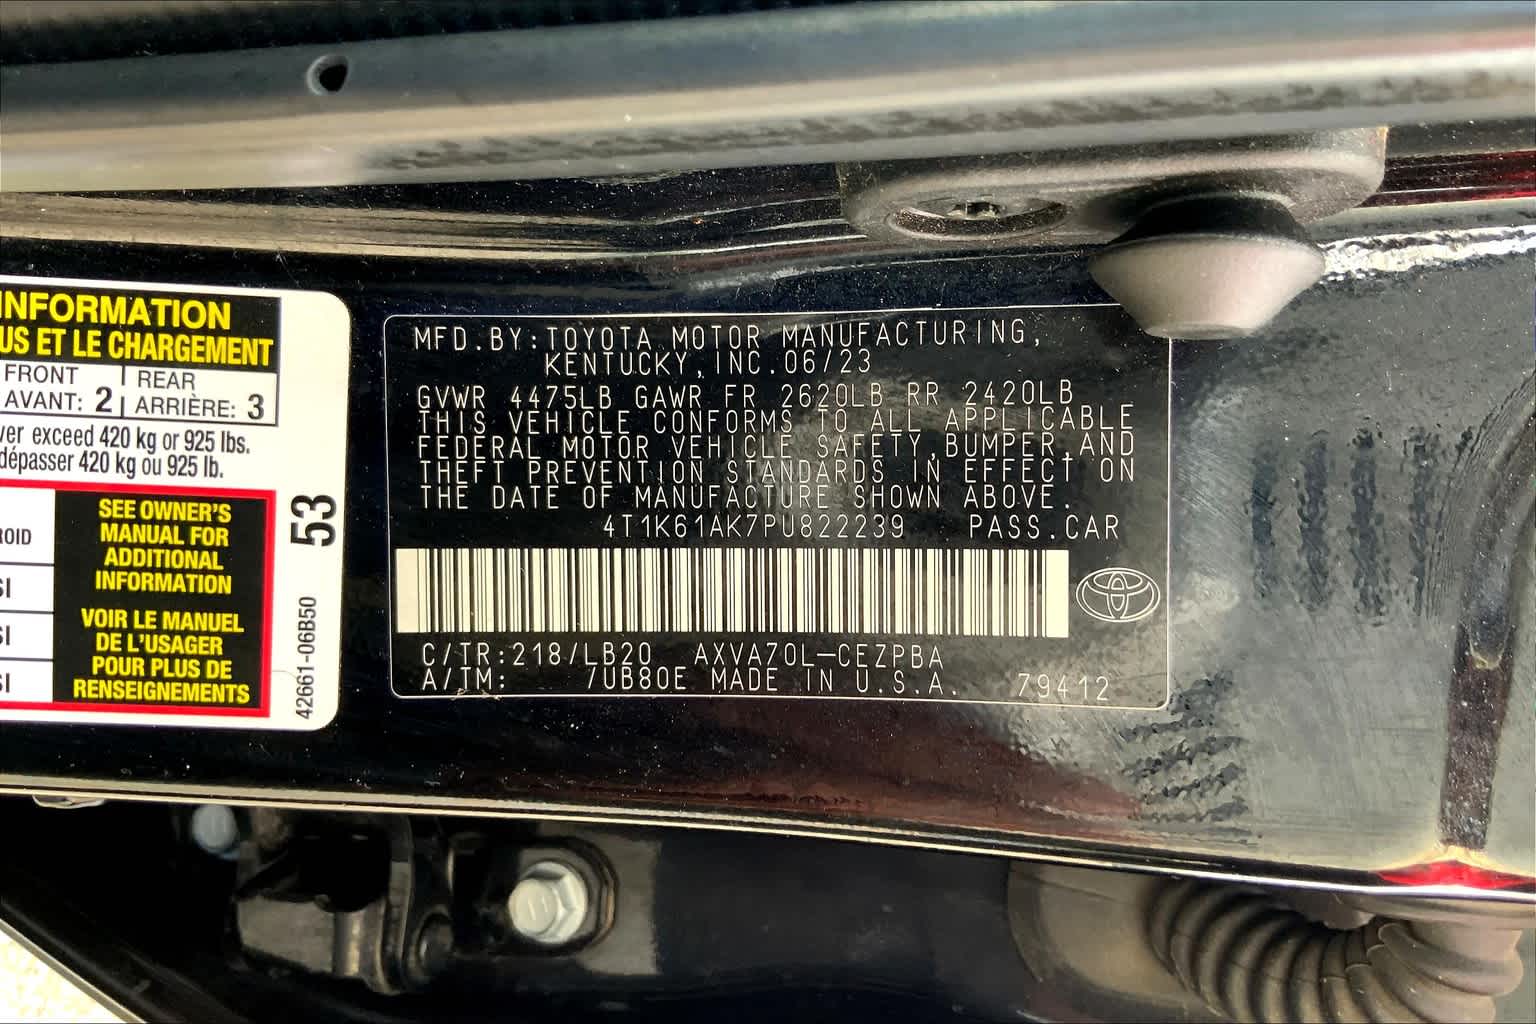 INFORMATION
US ET LE CHARGEMENT
FRONT
AVANT: 2
REAR
ARRIÈRE: 3
ver exceed 420 kg or 925 lbs.
dépasser 420 kg ou 925 lb.
ROID
SI
SI
SI
SEE OWNER'S
MANUAL FOR
ADDITIONAL
INFORMATION
VOIR LE MANUEL
DE L'USAGER
POUR PLUS DE
RENSEIGNEMENTS
53
42661-06B50
MFD.BY:TOYOTA MOTOR MANUFACTURING,
KENTUCKY,INC.06/23
GVWR 4475LB GAWR FR 2620LB RR 2420LB
THIS VEHICLE CONFORMS TO ALL APPLICABLE
FEDERAL MOTOR VEHICLE SAFETY,BUMPER,AND
THEFT PREVENTION STANDARDS IN EFFECT ON
THE DATE OF MANUFACTURE SHOWN ABOVE.
4T1K61AK7PU822239 PASS.CAR
C/TR:218/LB20 AXVA70L-CEZPBA
A/TM: 7UB80E MADE IN U.S.A. 79412